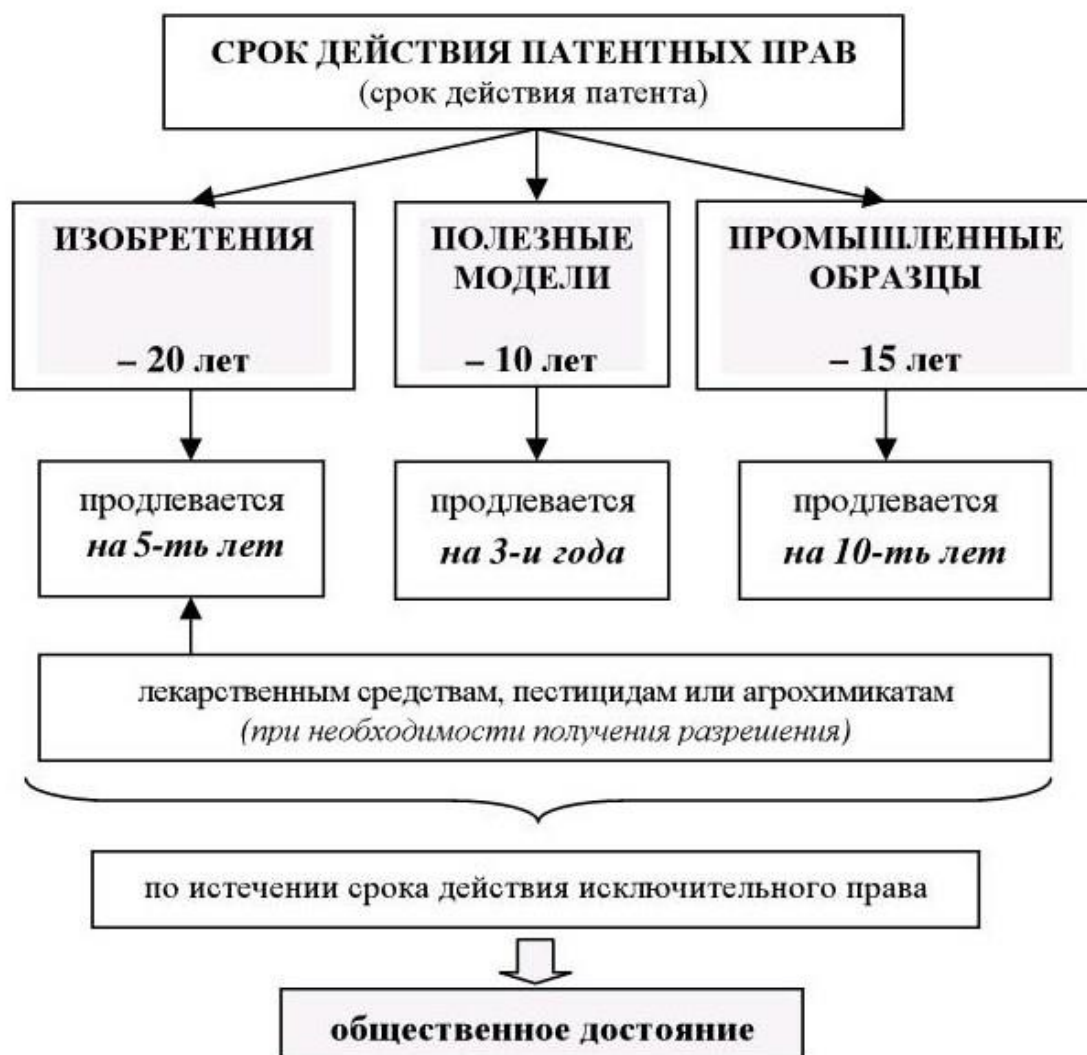 СРОК ДЕЙСТВИЯ ПАТЕНТНЫХ ПРАВ
(срок действия патента)
ИЗОБРЕТЕНИЯ
– 20 лет
ПОЛЕЗНЫЕ
МОДЕЛИ
– 10 лет
ПРОМЫШЛЕННЫЕ
ОБРАЗЦЫ
– 15 лет
продлевается
на 5-ть лет
продлевается
на 3-и года
продлевается
на 10-ть лет
лекарственным средствам, пестицидам или агрохимикатам
(при необходимости получения разрешения)
по истечении срока действия исключительного права
общественное достояние